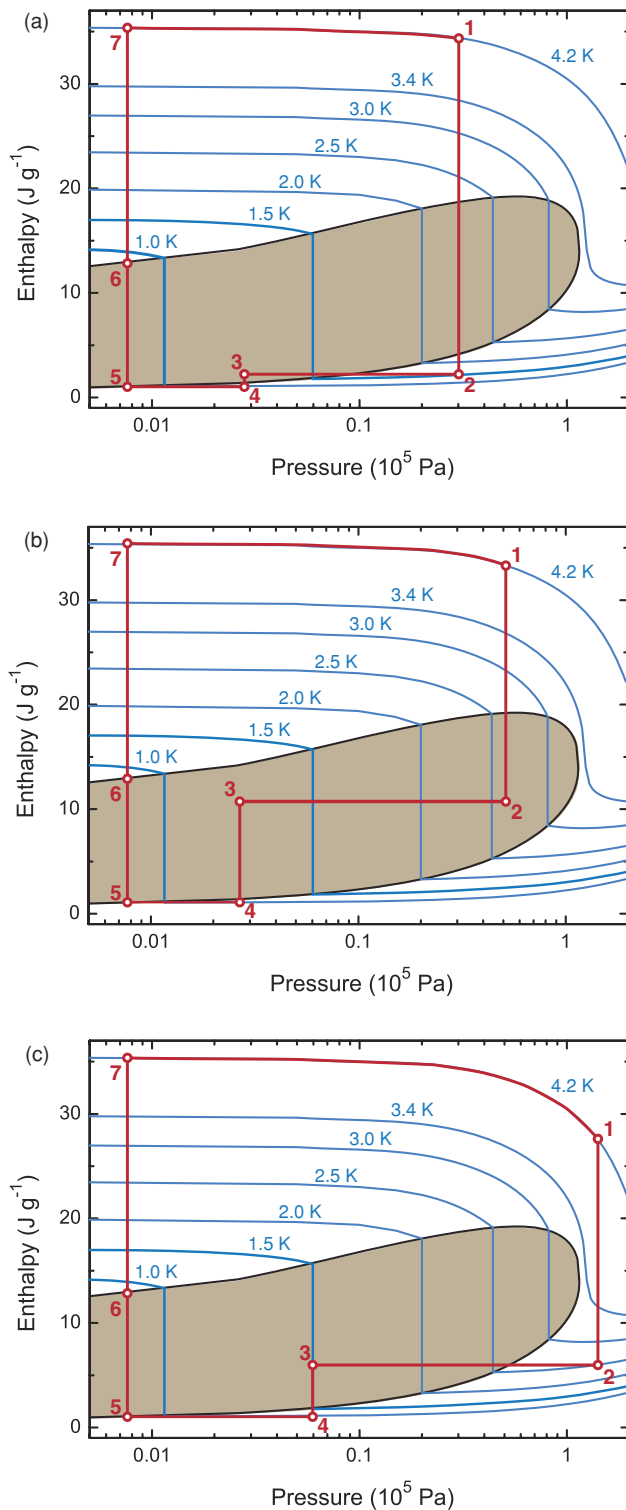 (a)
7
1
4.2 K
3.4 K
3.0 K
2.5 K
2.0 K
1.5 K
1.0 K
6
5
3
4
2
30
20
10
0
Enthalpy (J g⁻¹)
0.01
0.1
1
Pressure (10⁵ Pa)
(b)
7
1
4.2 K
3.4 K
3.0 K
2.5 K
2.0 K
1.5 K
1.0 K
6
3
2
5
4
30
20
10
0
Enthalpy (J g⁻¹)
0.01
0.1
1
Pressure (10⁵ Pa)
(c)
7
4.2 K
1
3.4 K
3.0 K
2.5 K
2.0 K
1.5 K
1.0 K
6
3
2
5
4
30
20
10
0
Enthalpy (J g⁻¹)
0.01
0.1
1
Pressure (10⁵ Pa)